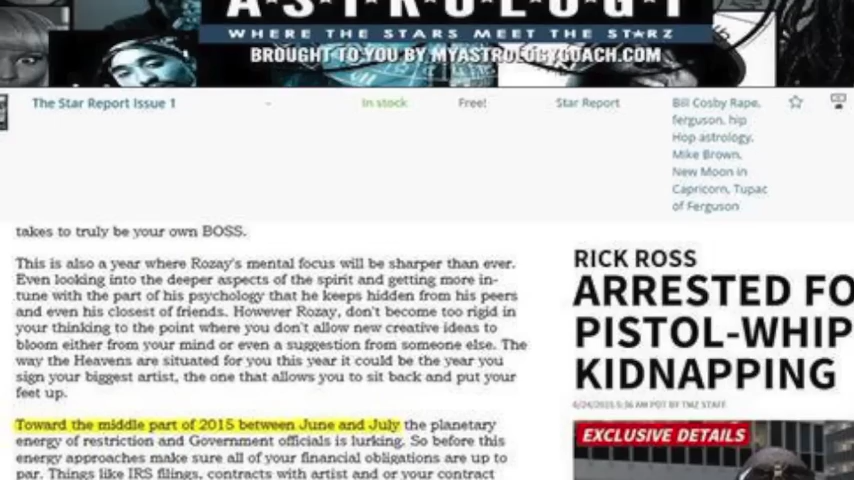 A★S★T★R★O★L★O★G★Y
WHERE THE STARS MEET THE STARZ
BROUGHT TO YOU BY MYASTROLOGYCOACH.COM
The Star Report Issue 1 - In stock Free! Star Report
Bill Cosby Rape,
ferguson, hip
Hop astrology,
Mike Brown,
New Moon in
Capricorn, Tupac
of Ferguson
takes to truly be your own BOSS.
This is also a year where Rozay's mental focus will be sharper than ever.
Even looking into the deeper aspects of the spirit and getting more in-
tune with the part of his psychology that he keeps hidden from his peers
and even his closest of friends. However Rozay, don't become too rigid in
your thinking to the point where you don't allow new creative ideas to
bloom either from your mind or even a suggestion from someone else. The
way the Heavens are situated for you this year it could be the year you
sign your biggest artist, the one that allows you to sit back and put your
feet up.
Toward the middle part of 2015 between June and July the planetary
energy of restriction and Government officials is lurking. So before this
energy approaches make sure all of your financial obligations are up to
par. Things like IRS filings, contracts with artist and or your contract
RICK ROSS
ARRESTED FO
PISTOL-WHIP
KIDNAPPING
6/24/2015 5:36 AM PDT BY TMZ STAFF
EXCLUSIVE DETAILS